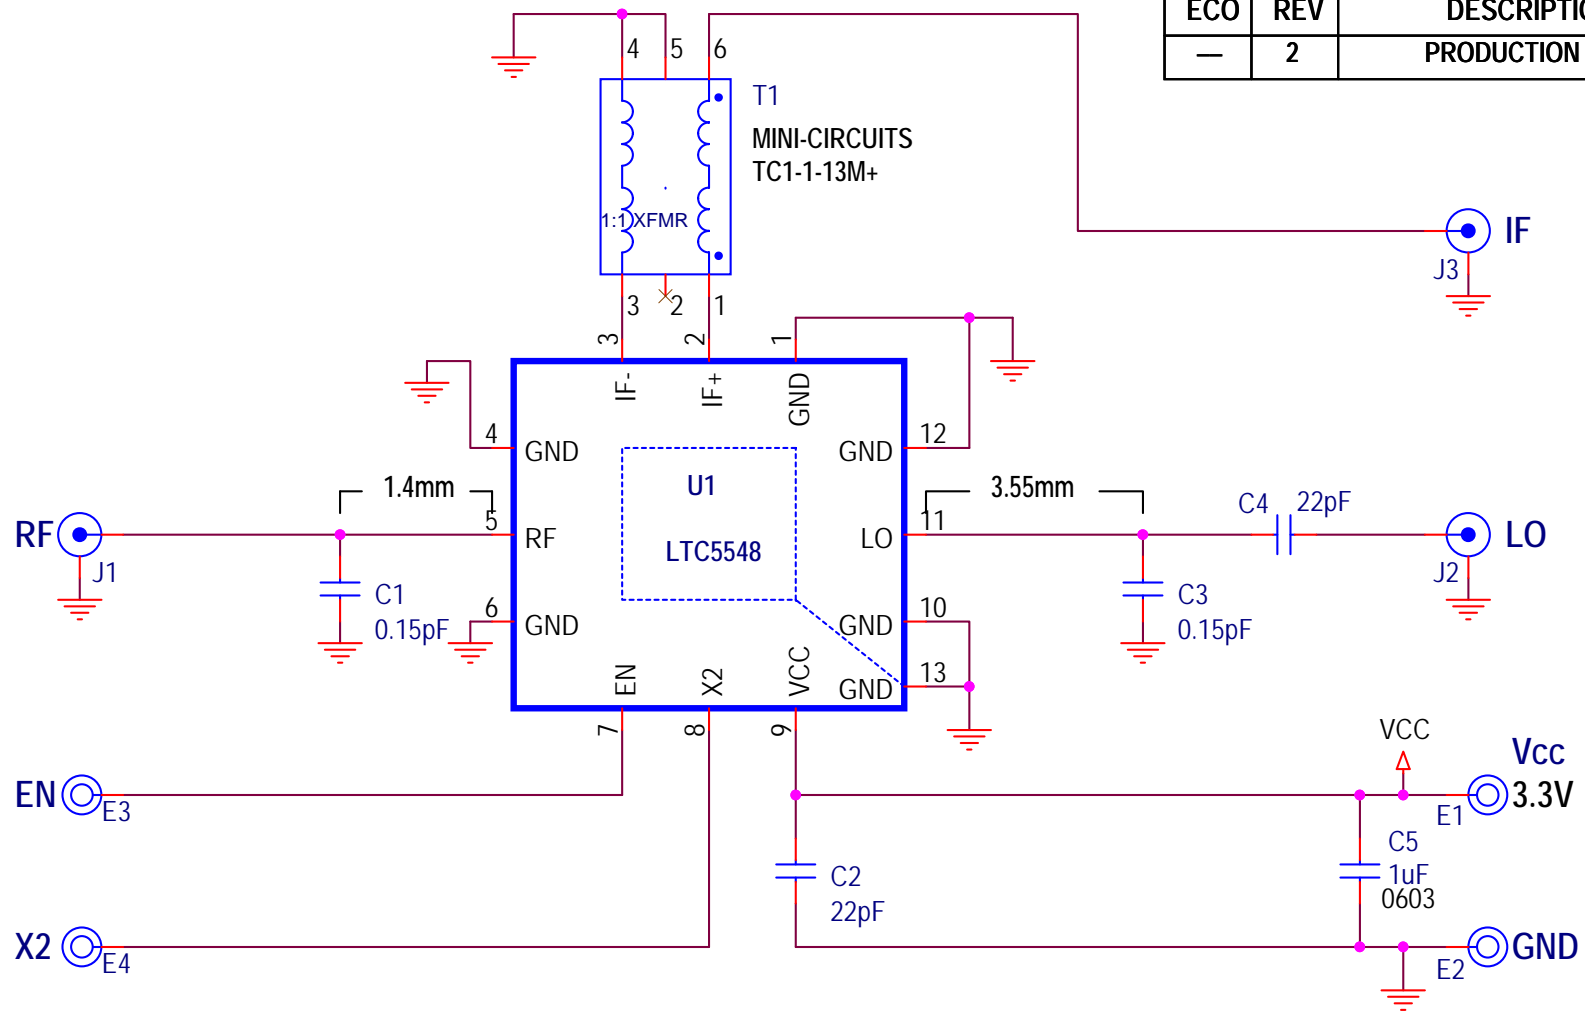 ECO REV DESCRIPTIO
— 2 PRODUCTION
4 5 6
T1
MINI-CIRCUITS
TC1-1-13M+
1:1 XFMR
IF
J3
3 2 1
3 2 1
IF- IF+ GND
4 GND
GND 12
1.4mm
U1
3.55mm
C4 22pF
RF
5 RF
LTC5548
LO 11
LO
J1
J2
C1
0.15pF
C3
0.15pF
6 GND
GND 10
GND 13
EN X2 VCC
7 8 9
VCC
Vcc
3.3V
EN
E3
E1
C5
1uF
0603
C2
22pF
X2
E4
E2
GND